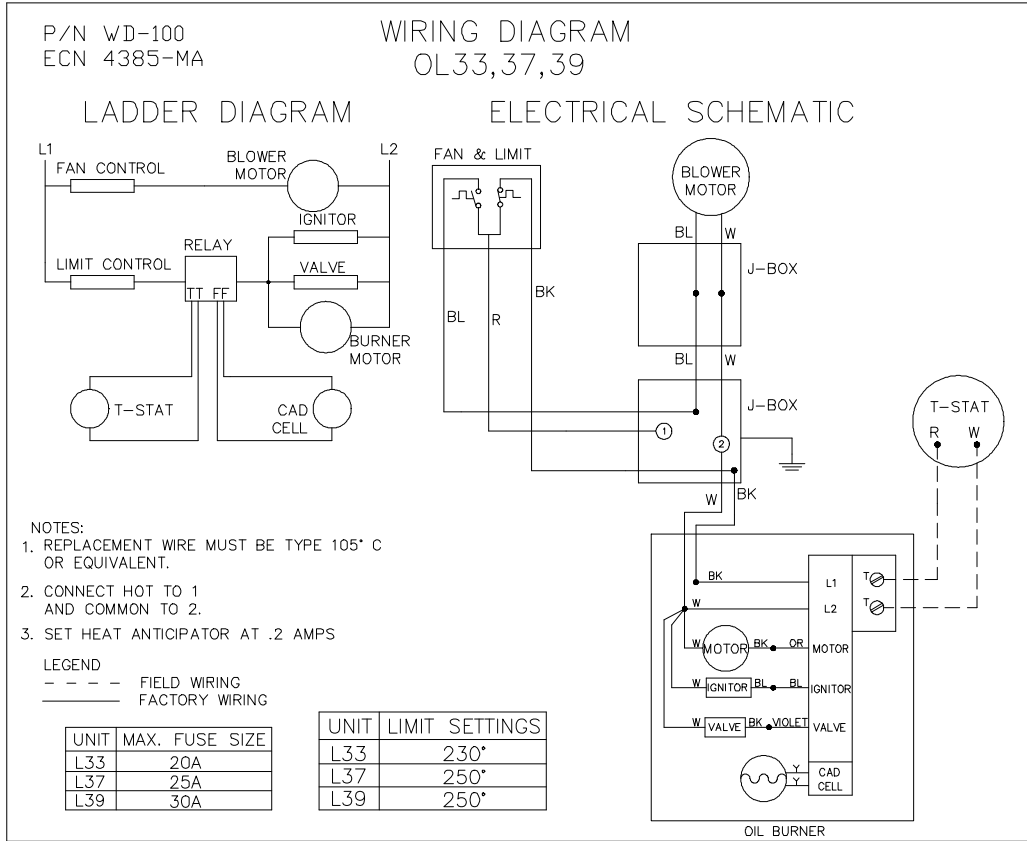 P/N WD-100
ECN 4385-MA
WIRING DIAGRAM
OL33,37,39
LADDER DIAGRAM
L1
L2
FAN CONTROL
BLOWER
MOTOR
IGNITOR
RELAY
LIMIT CONTROL
VALVE
TT FF
BURNER
MOTOR
T-STAT
CAD
CELL
ELECTRICAL SCHEMATIC
FAN & LIMIT
BLOWER
MOTOR
BL
W
J-BOX
BK
BL
R
BL
W
J-BOX
1
2
W
BK
T-STAT
R
W
BK
L1
T
W
L2
T
W
MOTOR
BK
OR
MOTOR
W
IGNITOR
BL
BL
IGNITOR
W
VALVE
BK
VIOLET
VALVE
Y
Y
CAD
CELL
OIL BURNER
NOTES:
1. REPLACEMENT WIRE MUST BE TYPE 105° C
OR EQUIVALENT.
2. CONNECT HOT TO 1
AND COMMON TO 2.
3. SET HEAT ANTICIPATOR AT .2 AMPS
LEGEND
FIELD WIRING
FACTORY WIRING
UNIT MAX. FUSE SIZE
L33 20A
L37 25A
L39 30A
UNIT LIMIT SETTINGS
L33 230°
L37 250°
L39 250°